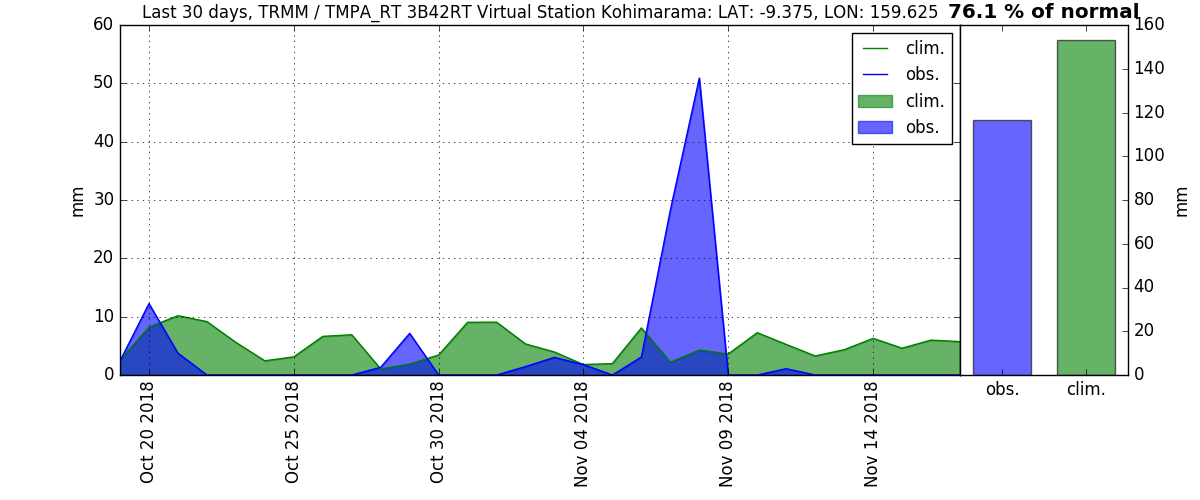 Last 30 days, TRMM / TMPA_RT 3B42RT Virtual Station Kohimarama: LAT: -9.375, LON: 159.625
76.1 % of normal
clim.
obs.
clim.
obs.
mm
60
50
40
30
20
10
0
Oct 20 2018
Oct 25 2018
Oct 30 2018
Nov 04 2018
Nov 09 2018
Nov 14 2018
160
140
120
100
80
60
40
20
0
mm
obs.
clim.